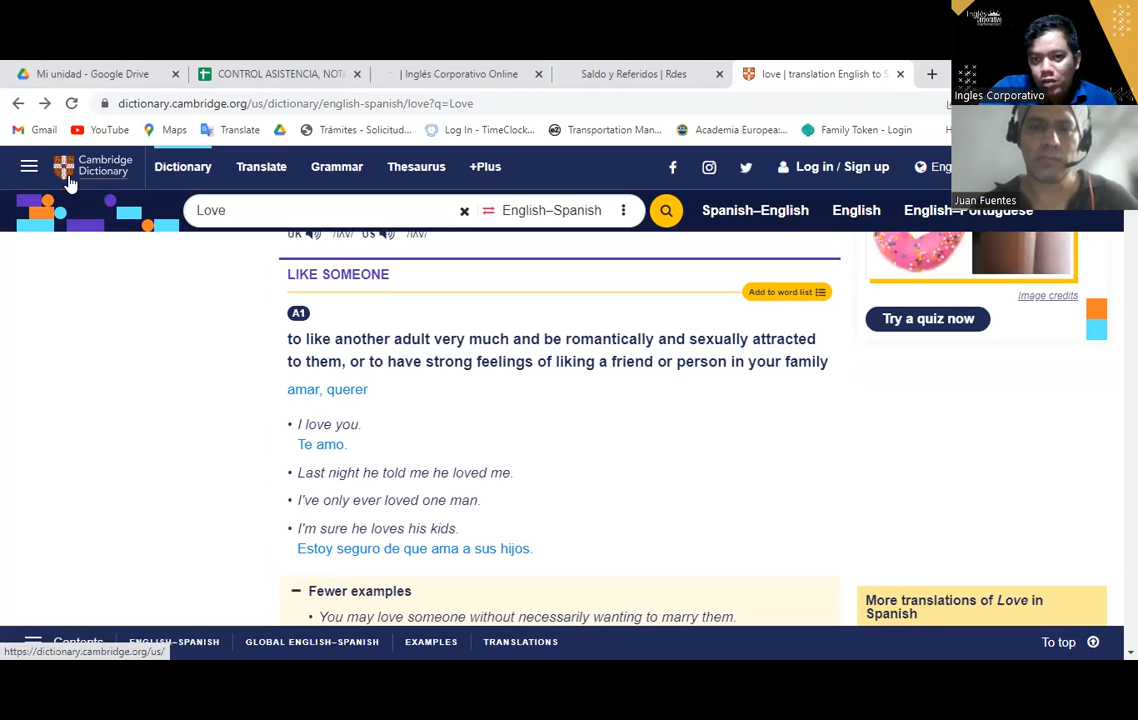 Inglés
Corporativo
Ingles Corporativo
Mi unidad - Google Drive
CONTROL ASISTENCIA, NOT
| Inglés Corporativo Online
Saldo y Referidos | Rdes
love | translation English to S
dictionary.cambridge.org/us/dictionary/english-spanish/love?q=Love
Gmail
YouTube
Maps
Translate
Trámites - Solicitud...
Log In - TimeClock...
Transportation Man...
Academia Europea:...
Family Token - Login
Juan Fuentes
Cambridge
Dictionary
Dictionary
Translate
Grammar
Thesaurus
+Plus
Log in / Sign up
Eng
Love
English–Spanish
Spanish–English
English
English–Portuguese
UK
US
LIKE SOMEONE
Add to word list
A1
to like another adult very much and be romantically and sexually attracted
to them, or to have strong feelings of liking a friend or person in your family
amar, querer
• I love you.
Te amo.
• Last night he told me he loved me.
• I've only ever loved one man.
• I'm sure he loves his kids.
Estoy seguro de que ama a sus hijos.
– Fewer examples
• You may love someone without necessarily wanting to marry them.
Image credits
Try a quiz now
More translations of Love in
Spanish
Contents
ENGLISH–SPANISH
GLOBAL ENGLISH–SPANISH
EXAMPLES
TRANSLATIONS
To top
https://dictionary.cambridge.org/us/